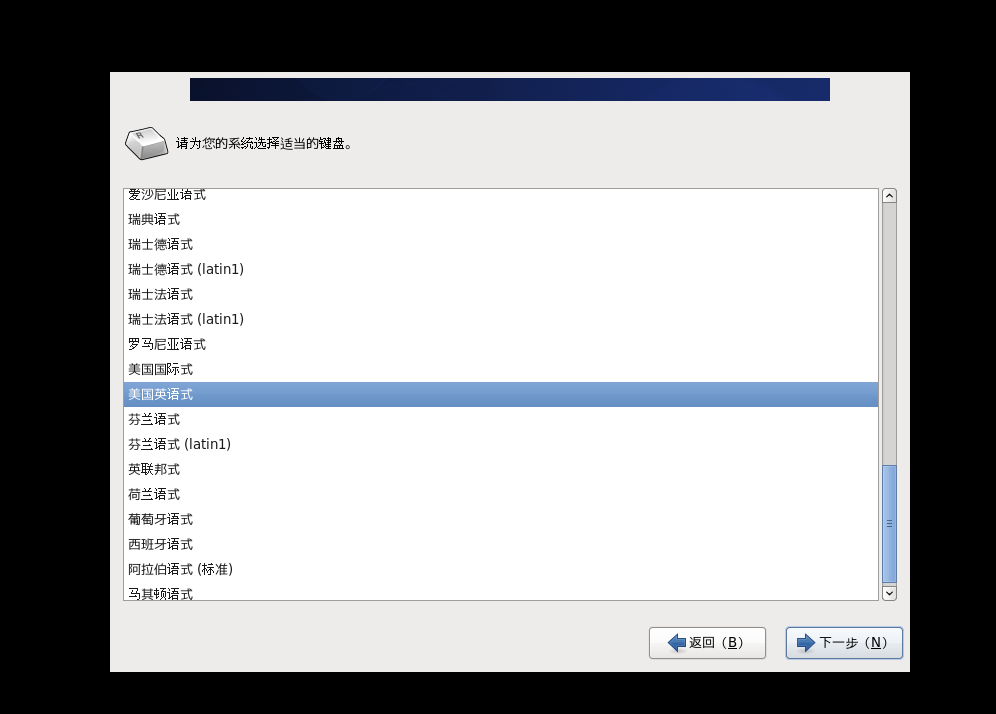 请为您的系统选择适当的键盘。
爱沙尼亚语式
瑞典语式
瑞士德语式
瑞士德语式 (latin1)
瑞士法语式
瑞士法语式 (latin1)
罗马尼亚语式
美国国际式
美国英语式
芬兰语式
芬兰语式 (latin1)
英联邦式
荷兰语式
葡萄牙语式
西班牙语式
阿拉伯语式 (标准)
马其顿语式
返回（B） 下一步（N）